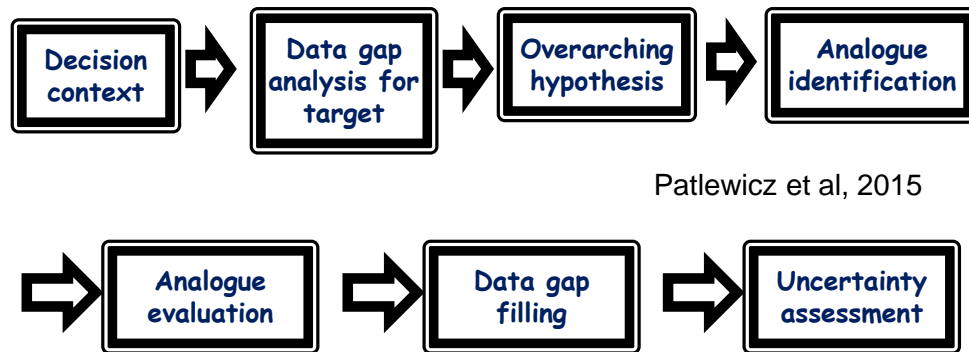 Decision
context
Data gap
analysis for
target
Overarching
hypothesis
Analogue
identification
Patlewicz et al, 2015
Analogue
evaluation
Data gap
filling
Uncertainty
assessment